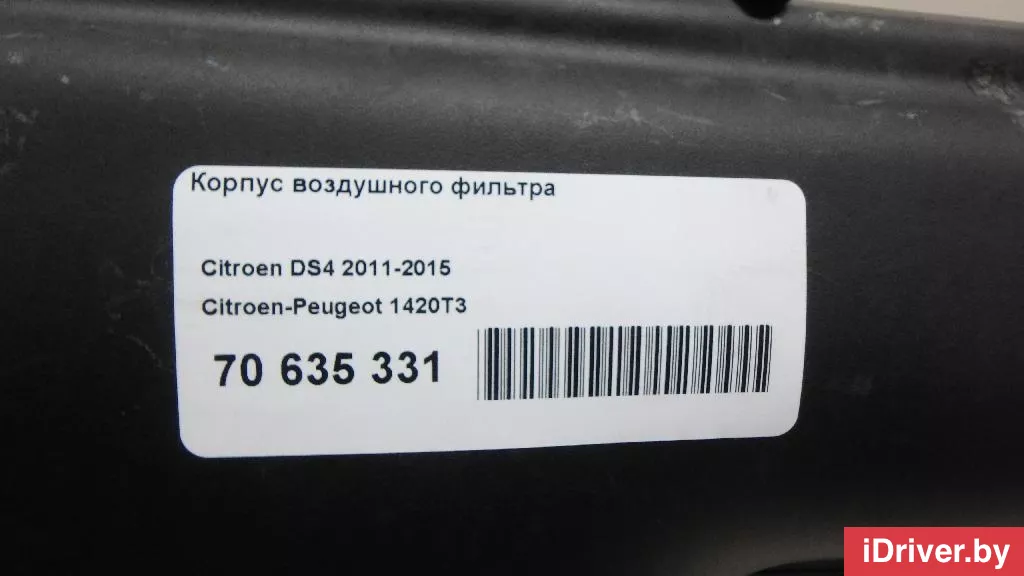 Корпус воздушного фильтра
Citroen DS4 2011-2015
Citroen-Peugeot 1420T3
70 635 331
iDriver.by